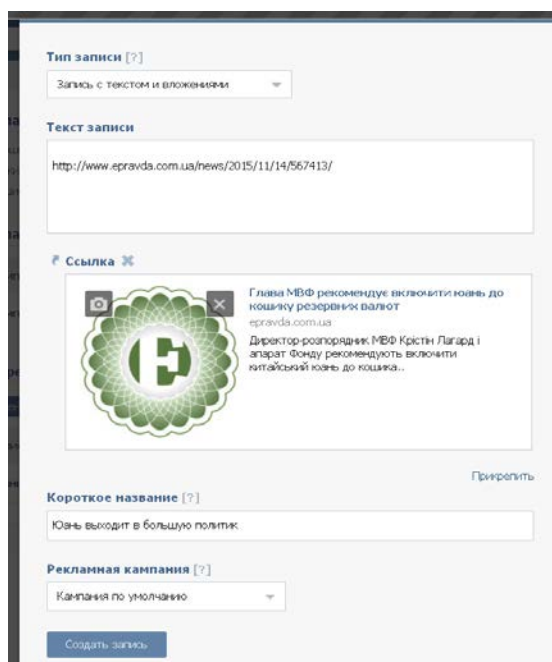 Тип записи [?]
Запись с текстом и вложениями
Текст записи
http://www.epravda.com.ua/news/2015/11/14/567413/
Ссылка
Глава МВФ рекомендує включити юань до
кошику резервних валют
epravda.com.ua
Директор-розпорядник МВФ Крістін Лагард і
апарат Фонду рекомендують включити
китайський юань до кошика..
Прикрепить
Короткое название [?]
Юань выходит в большую политик
Рекламная кампания [?]
Кампания по умолчанию
Создать запись